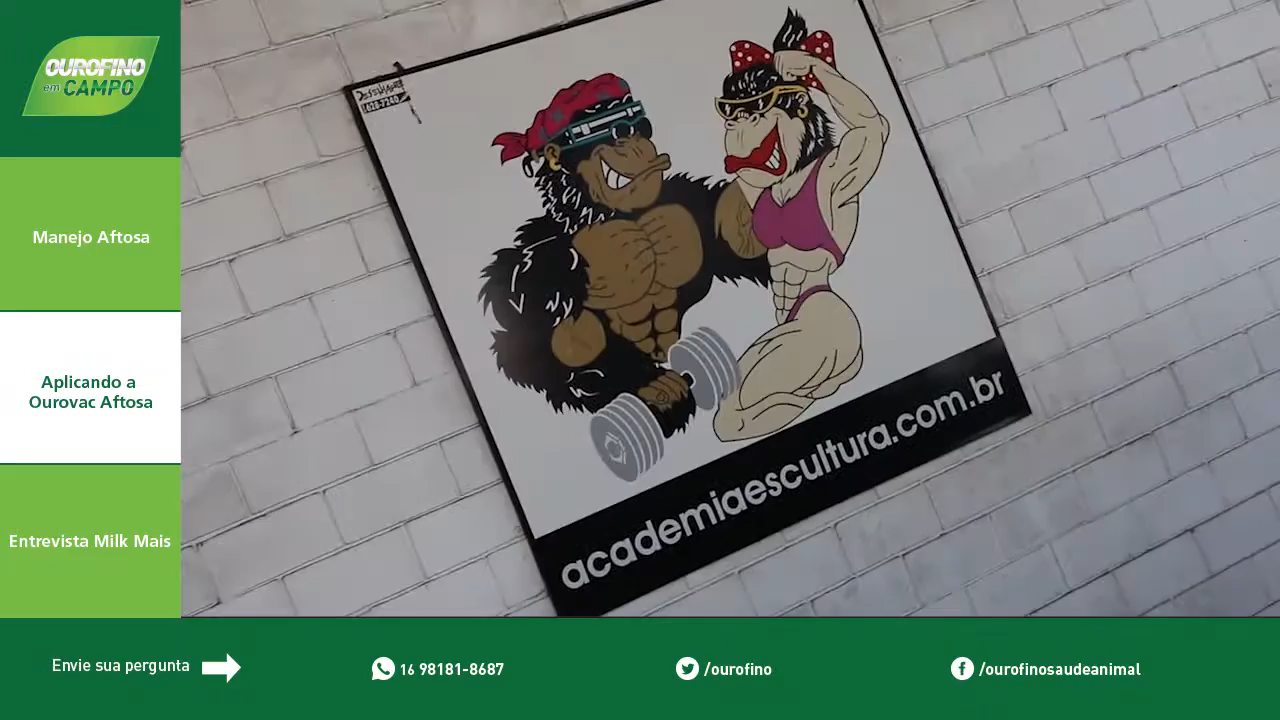 OUROFINO
em CAMPO
Manejo Aftosa
Aplicando a
Ourovac Aftosa
Entrevista Milk Mais
academiaescultura.com.br
Envie sua pergunta
16 98181-8687
/ourofino
/ourofinosaudeanimal